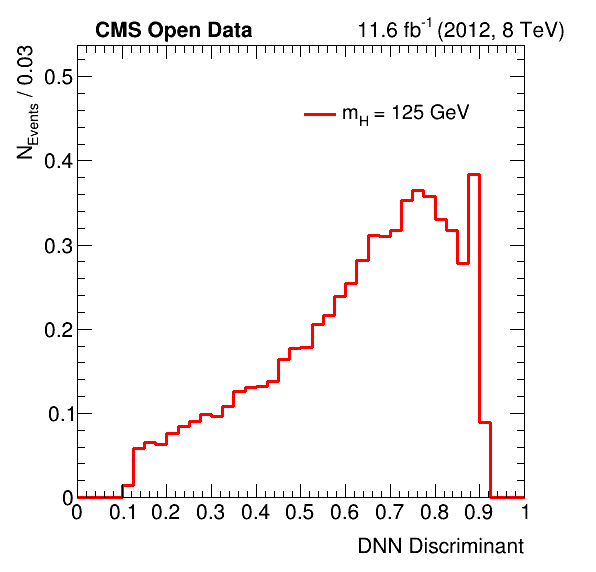 CMS Open Data 11.6 fb⁻¹ (2012, 8 TeV)
N_Events / 0.03
m_H = 125 GeV
0.5
0.4
0.3
0.2
0.1
0
0 0.1 0.2 0.3 0.4 0.5 0.6 0.7 0.8 0.9 1
DNN Discriminant